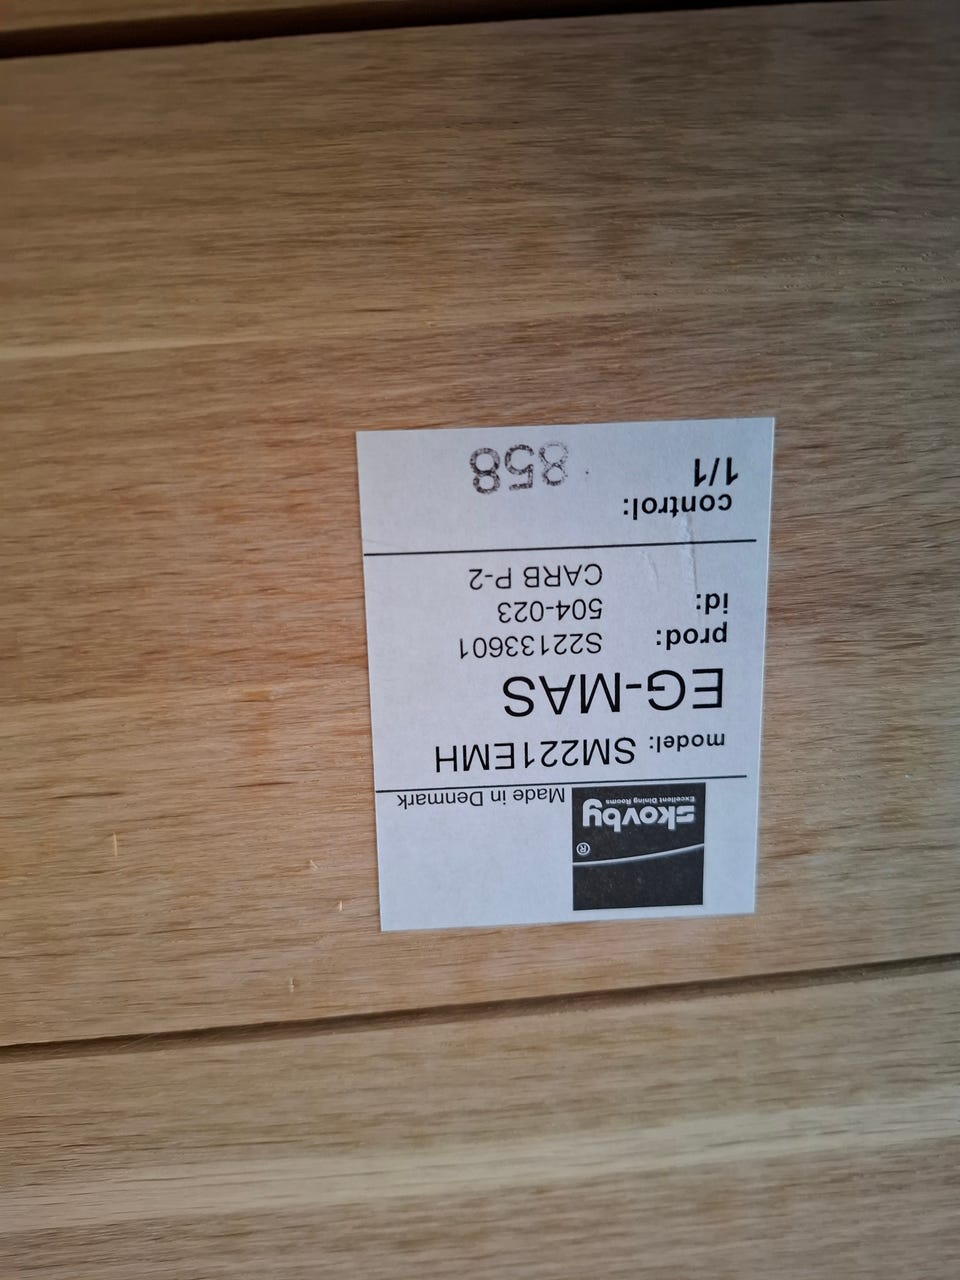 skovby®
Excellent Dining Rooms
Made in Denmark
model: SM221EMH
EG-MAS
prod: S22133601
id: 504-023
CARB P-2
control:
1/1
858